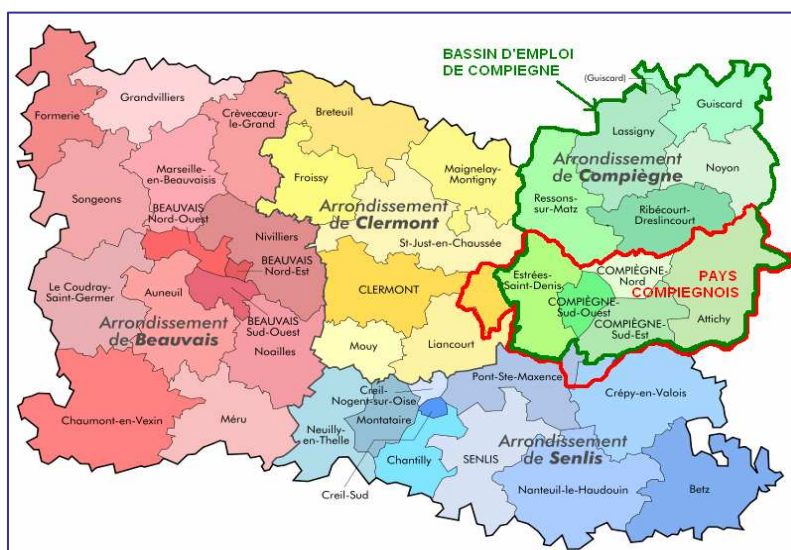 BASSIN D'EMPLOI
DE COMPIEGNE
(Guiscard)
Guiscard
Grandvilliers
Formerie
Crèvecœur-
le-Grand
Breteuil
Lassigny
Noyon
Arrondissement
de Compiègne
Marseille-
en-Beauvaisis
Froissy
Maignelay-
Montigny
Songeons
BEAUVAIS
Nord-Ouest
Arrondissement
de Clermont
Ressons-
sur-Matz
Ribécourt-
Dreslincourt
Nivilliers
St-Just-en-Chaussée
BEAUVAIS
Nord-Est
Le Coudray-
Saint-Germer
CLERMONT
Estrées-
Saint-Denis
COMPIÈGNE-
Nord
PAYS
COMPIEGNOIS
Auneuil
COMPIÈGNE-
Sud-Ouest
Arrondissement
de Beauvais
BEAUVAIS
Sud-Ouest
COMPIÈGNE-
Sud-Est
Attichy
Noailles
Mouy
Liancourt
Pont-Ste-Maxence
Creil-
Nogent-sur-Oise
Crépy-en-Valois
Chaumont-en-Vexin
Méru
Neuilly-
en-Thelle
Montataire
Arrondissement
de Senlis
Chantilly
SENLIS
Creil-Sud
Nanteuil-le-Haudouin
Betz